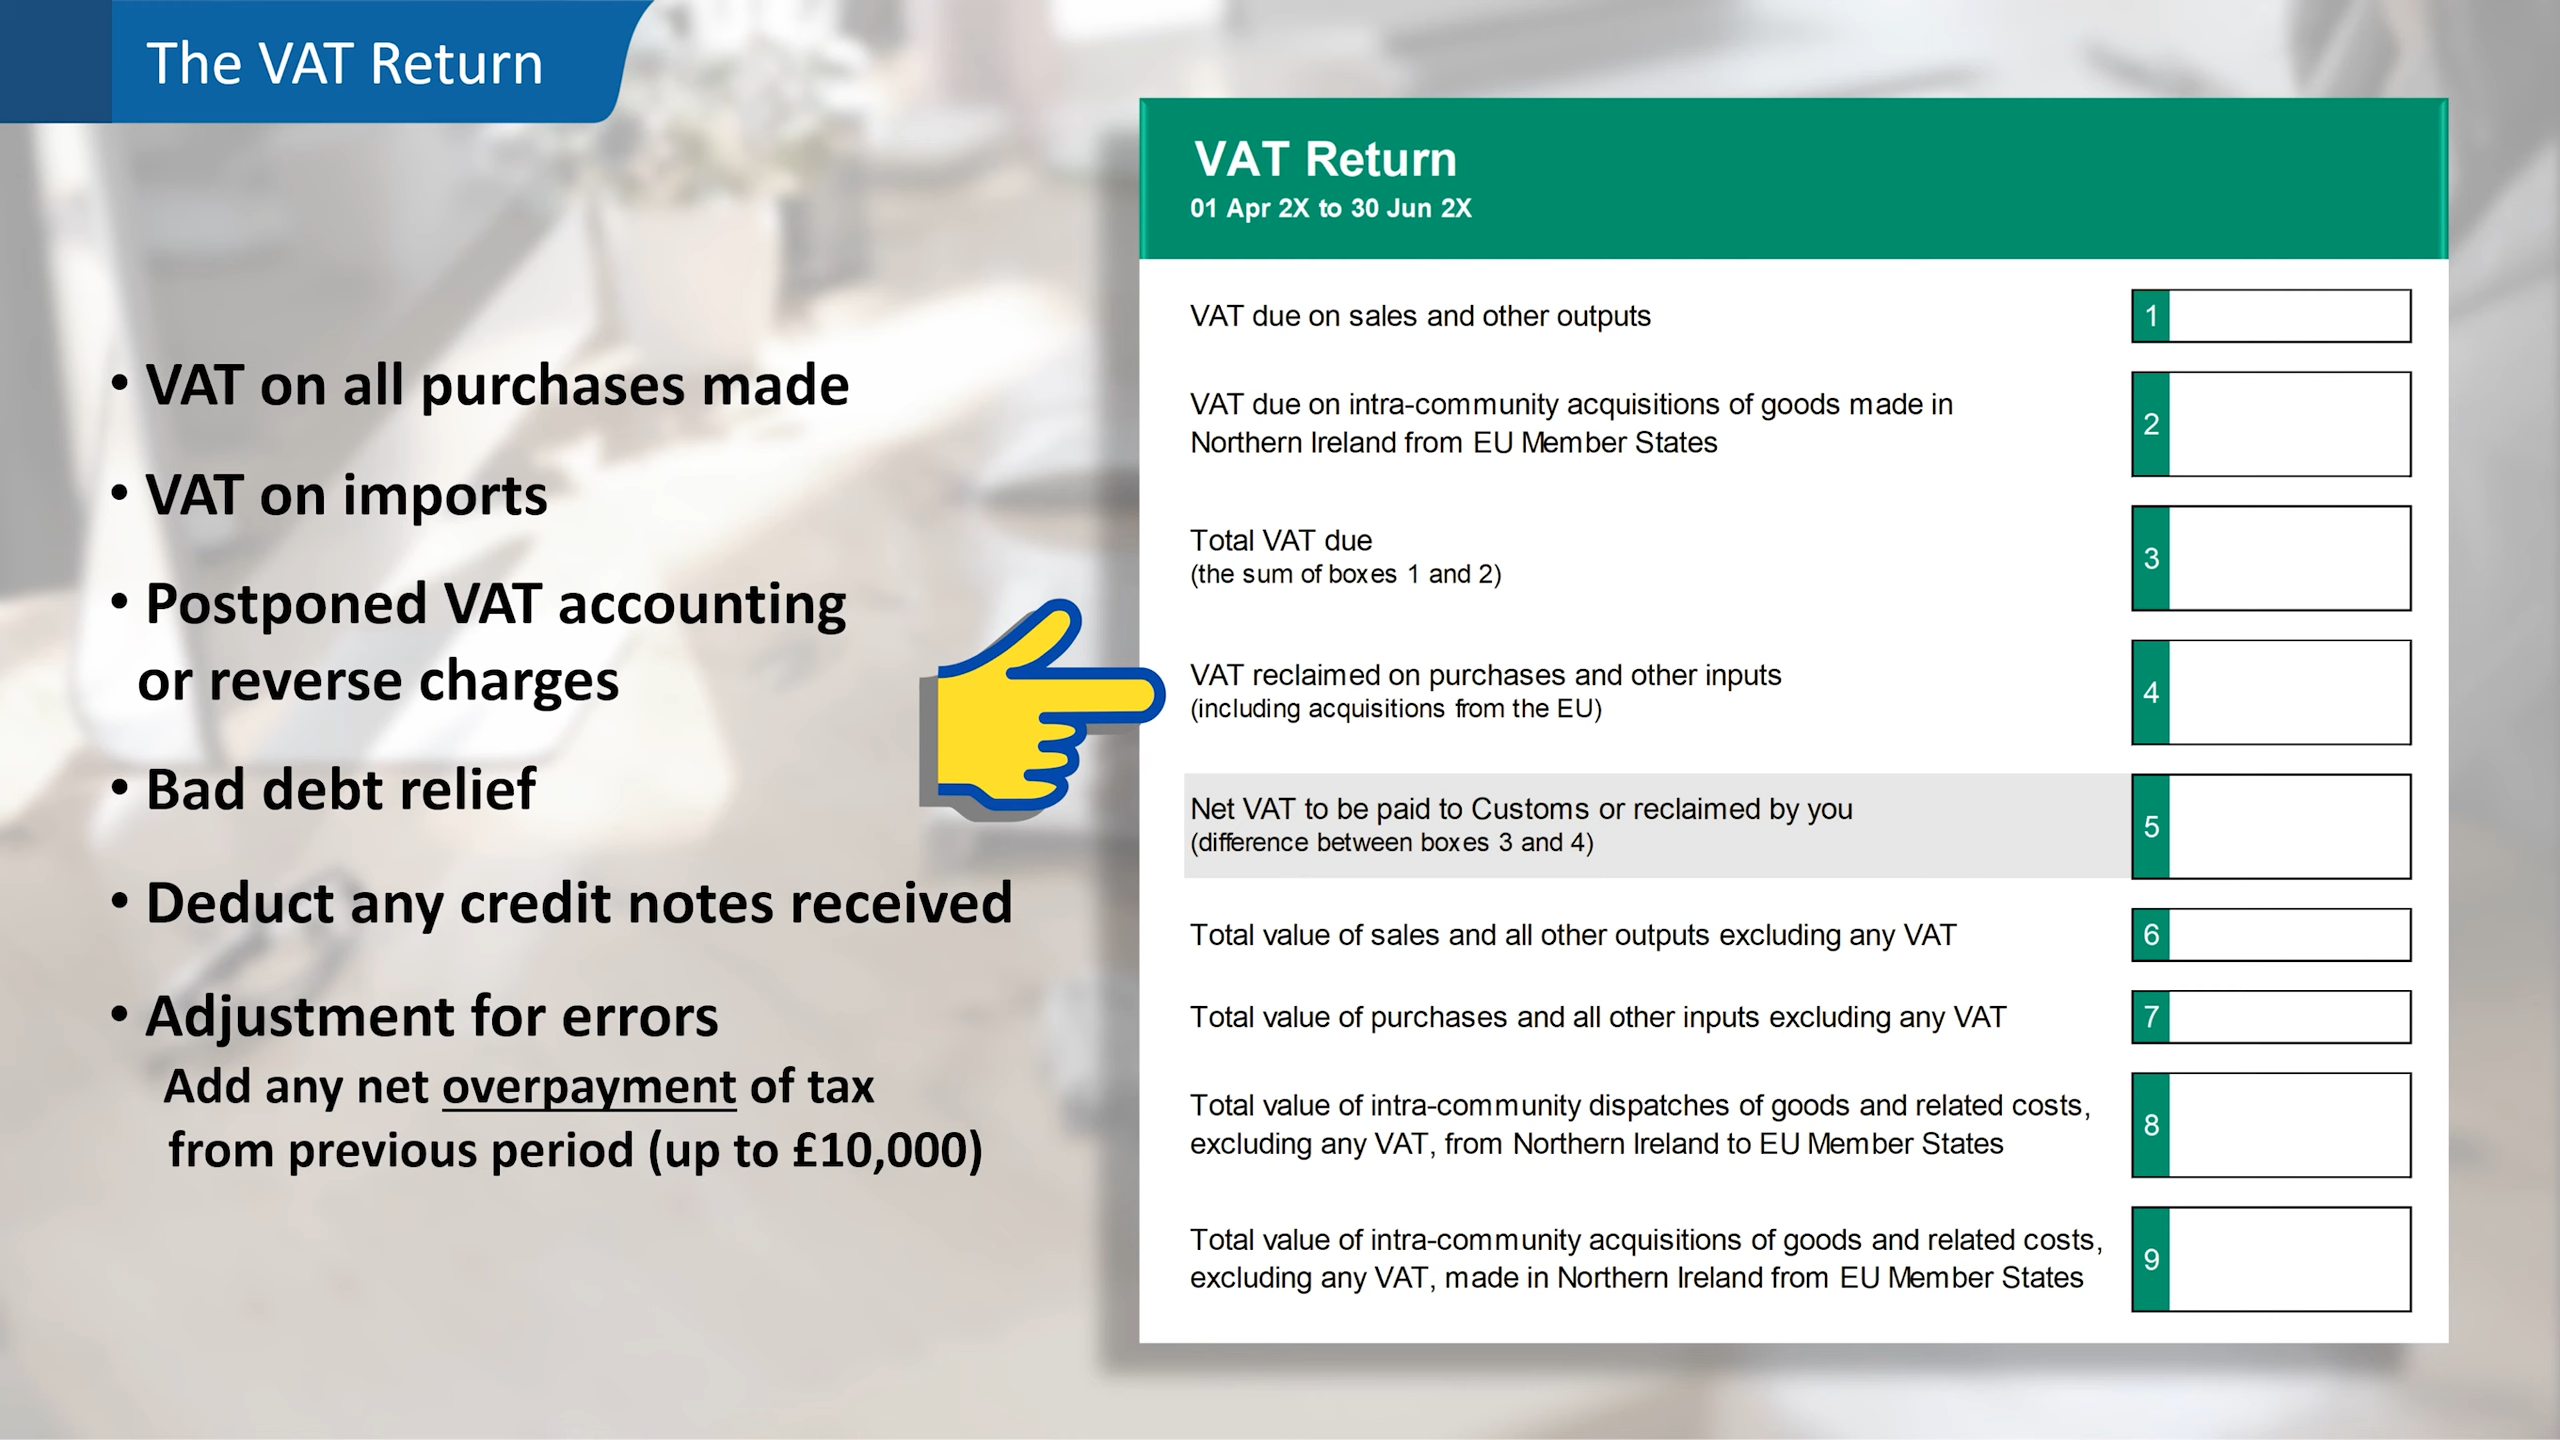 The VAT Return
• VAT on all purchases made
• VAT on imports
• Postponed VAT accounting
or reverse charges
• Bad debt relief
• Deduct any credit notes received
• Adjustment for errors
Add any net overpayment of tax
from previous period (up to £10,000)
VAT Return
01 Apr 2X to 30 Jun 2X
VAT due on sales and other outputs
1
VAT due on intra-community acquisitions of goods made in
Northern Ireland from EU Member States
2
Total VAT due
(the sum of boxes 1 and 2)
3
VAT reclaimed on purchases and other inputs
(including acquisitions from the EU)
4
Net VAT to be paid to Customs or reclaimed by you
(difference between boxes 3 and 4)
5
Total value of sales and all other outputs excluding any VAT
6
Total value of purchases and all other inputs excluding any VAT
7
Total value of intra-community dispatches of goods and related costs,
excluding any VAT, from Northern Ireland to EU Member States
8
Total value of intra-community acquisitions of goods and related costs,
excluding any VAT, made in Northern Ireland from EU Member States
9